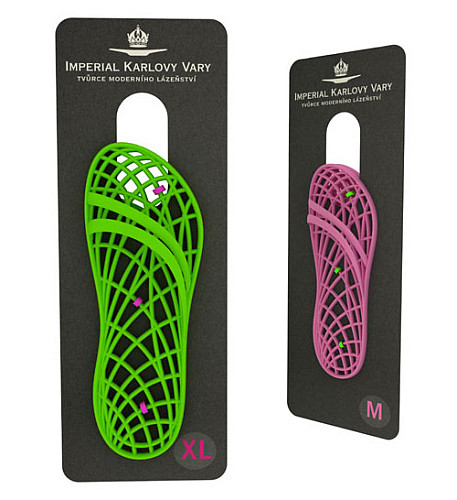 IMPERIAL KARLOVY VARY
TVŮRCE MODERNÍHO LÁZEŇSTVÍ
XL
IMPERIAL KARLOVY VARY
TVŮRCE MODERNÍHO LÁZEŇSTVÍ
M